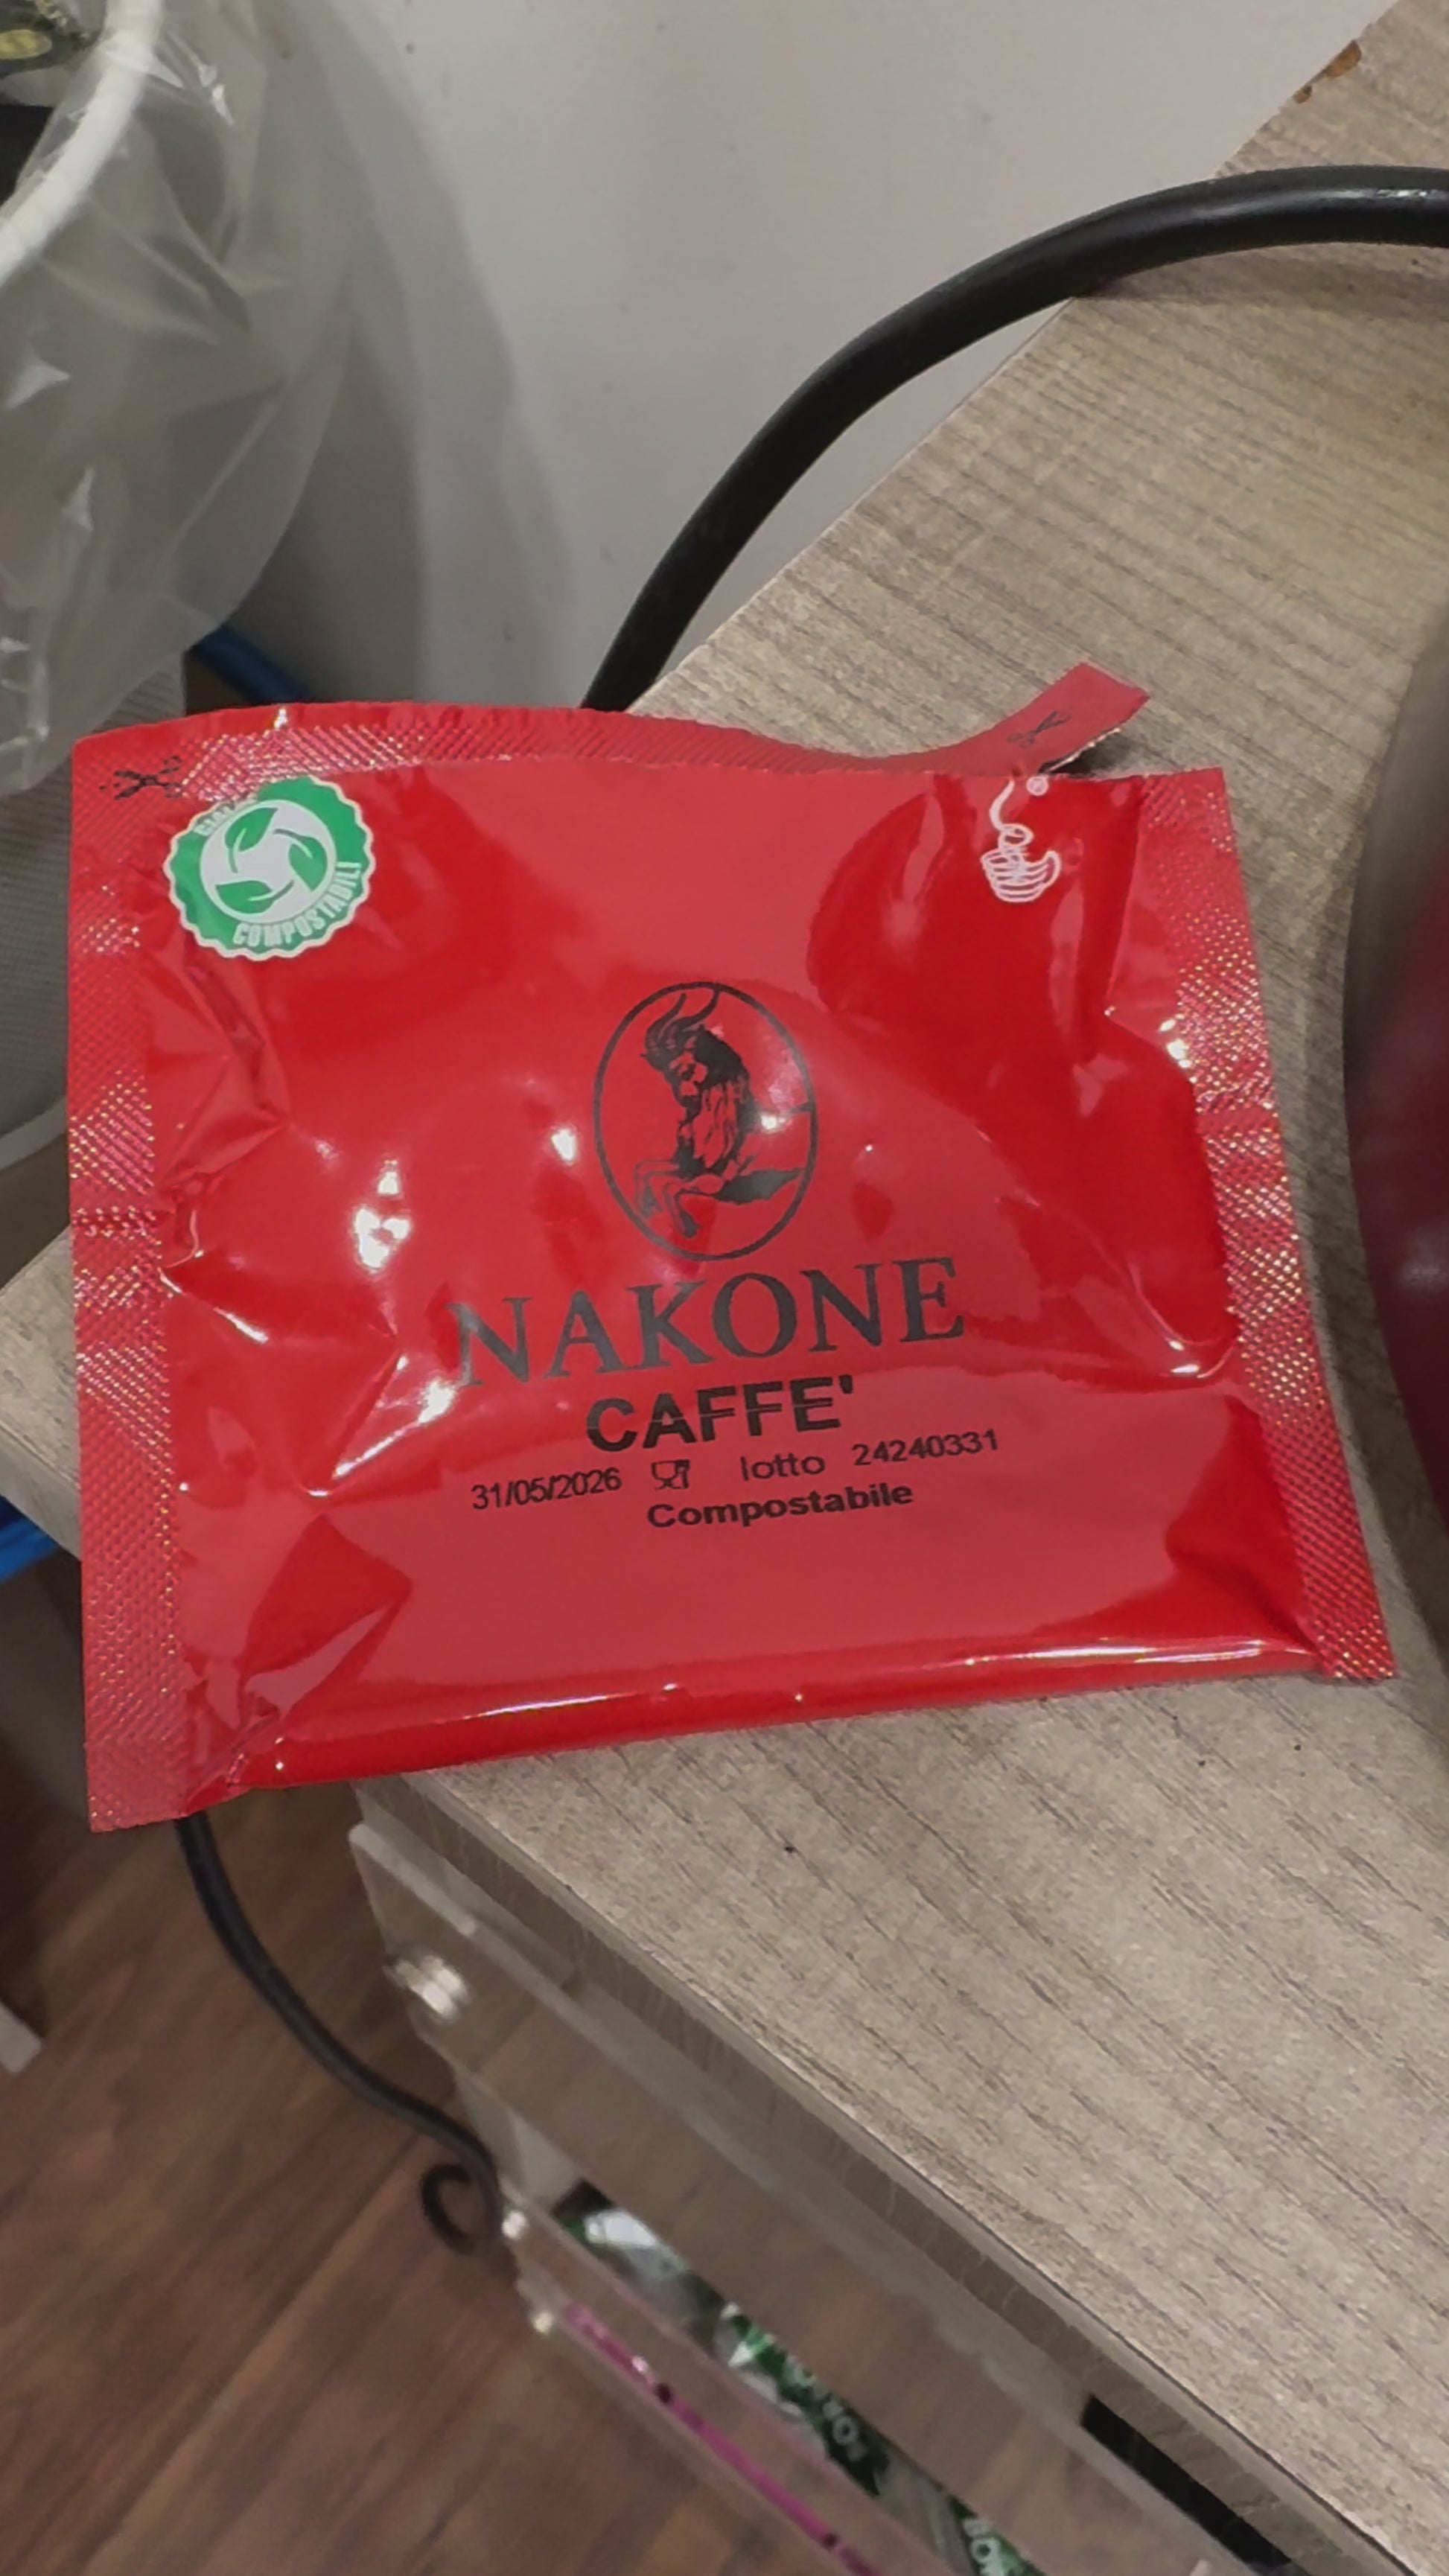 COMPOSTABILI
NAKONE
CAFFE'
31/05/2026 lotto 24240331
Compostabile